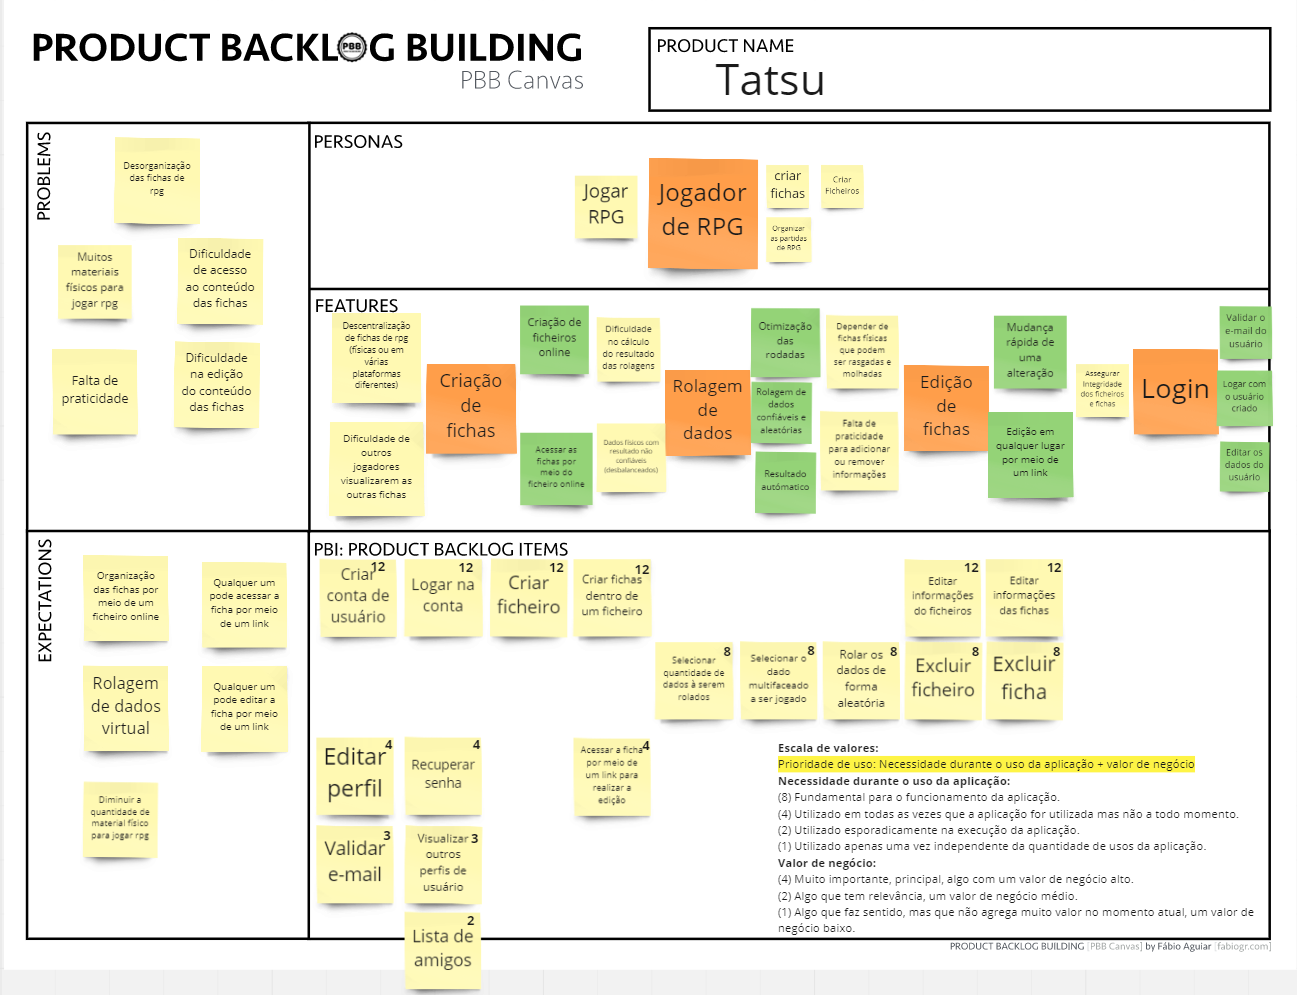 PRODUCT BACKLOG BUILDING
PBB
PBB Canvas
PRODUCT NAME
Tatsu
PROBLEMS
Desorganização
das fichas de
rpg
Muitos
materiais
físicos para
jogar rpg
Dificuldade
de acesso
ao conteúdo
das fichas
Falta de
praticidade
Dificuldade
na edição
do conteúdo
das fichas
PERSONAS
Jogar
RPG
Jogador
de RPG
criar
fichas
Criar
Ficheiros
Organizar
as partidas
de RPG
FEATURES
Descentralização
de fichas de rpg
(físicas ou em
várias
plataformas
diferentes)
Dificuldade de
outros
jogadores
visualizarem as
outras fichas
Criação
de
fichas
Criação de
ficheiros
online
Acessar as
fichas por
meio do
ficheiro online
Dificuldade
no cálculo
do resultado
das rolagens
Dados físicos com
resultado não
confiáveis
(desbalanceados)
Rolagem
de
dados
Otimização
das
rodadas
Rolagem de
dados
confiáveis e
aleatórias
Resultado
autómatico
Depender de
fichas físicas
que podem
ser rasgadas e
molhadas
Falta de
praticidade
para adicionar
ou remover
informações
Edição
de
fichas
Mudança
rápida de
uma
alteração
Edição em
qualquer lugar
por meio de
um link
Assegurar
Integridade
dos ficheiros
e fichas
Login
Validar o
e-mail do
usuário
Logar com
o usuário
criado
Editar os
dados do
usuário
EXPECTATIONS
Organização
das fichas por
meio de um
ficheiro online
Qualquer um
pode acessar a
ficha por meio
de um link
Rolagem
de dados
virtual
Qualquer um
pode editar a
ficha por meio
de um link
Diminuir a
quantidade de
material físico
para jogar rpg
PBI: PRODUCT BACKLOG ITEMS
12
Criar
conta de
usuário
12
Logar na
conta
12
Criar
ficheiro
12
Criar fichas
dentro de
um ficheiro
12
Editar
informações
do ficheiros
12
Editar
informações
das fichas
8
Selecionar
quantidade de
dados à serem
rolados
8
Selecionar o
dado
multifaceado
a ser jogado
8
Rolar os
dados de
forma
aleatória
8
Excluir
ficheiro
8
Excluir
ficha
4
Editar
perfil
4
Recuperar
senha
4
Acessar a ficha
por meio de
um link para
realizar a
edição
3
Validar
e-mail
3
Visualizar
outros
perfis de
usuário
2
Lista de
amigos
Escala de valores:
Prioridade de uso: Necessidade durante o uso da aplicação + valor de negócio
Necessidade durante o uso da aplicação:
(8) Fundamental para o funcionamento da aplicação.
(4) Utilizado em todas as vezes que a aplicação for utilizada mas não a todo momento.
(2) Utilizado esporadicamente na execução da aplicação.
(1) Utilizado apenas uma vez independente da quantidade de usos da aplicação.
Valor de negócio:
(4) Muito importante, principal, algo com um valor de negócio alto.
(2) Algo que tem relevância, um valor de negócio médio.
(1) Algo que faz sentido, mas que não agrega muito valor no momento atual, um valor de
negócio baixo.
PRODUCT BACKLOG BUILDING [PBB Canvas] by Fábio Aguiar [fabiogr.com]